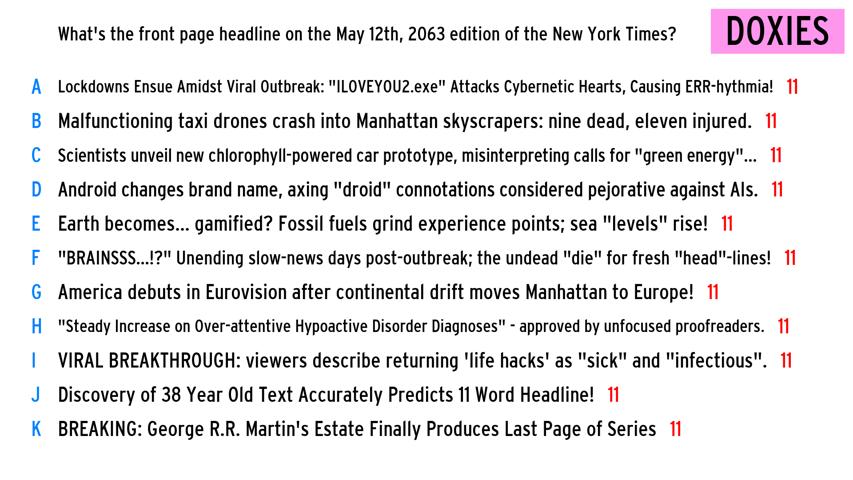 What's the front page headline on the May 12th, 2063 edition of the New York Times?
DOXIES
A Lockdowns Ensue Amidst Viral Outbreak: "ILOVEYOU2.exe" Attacks Cybernetic Hearts, Causing ERR-hythmia! 11
B Malfunctioning taxi drones crash into Manhattan skyscrapers: nine dead, eleven injured. 11
C Scientists unveil new chlorophyll-powered car prototype, misinterpreting calls for "green energy"... 11
D Android changes brand name, axing "droid" connotations considered pejorative against AIs. 11
E Earth becomes... gamified? Fossil fuels grind experience points; sea "levels" rise! 11
F "BRAINSSS...!?" Unending slow-news days post-outbreak; the undead "die" for fresh "head"-lines! 11
G America debuts in Eurovision after continental drift moves Manhattan to Europe! 11
H "Steady Increase on Over-attentive Hypoactive Disorder Diagnoses" - approved by unfocused proofreaders. 11
I VIRAL BREAKTHROUGH: viewers describe returning 'life hacks' as "sick" and "infectious". 11
J Discovery of 38 Year Old Text Accurately Predicts 11 Word Headline! 11
K BREAKING: George R.R. Martin's Estate Finally Produces Last Page of Series 11